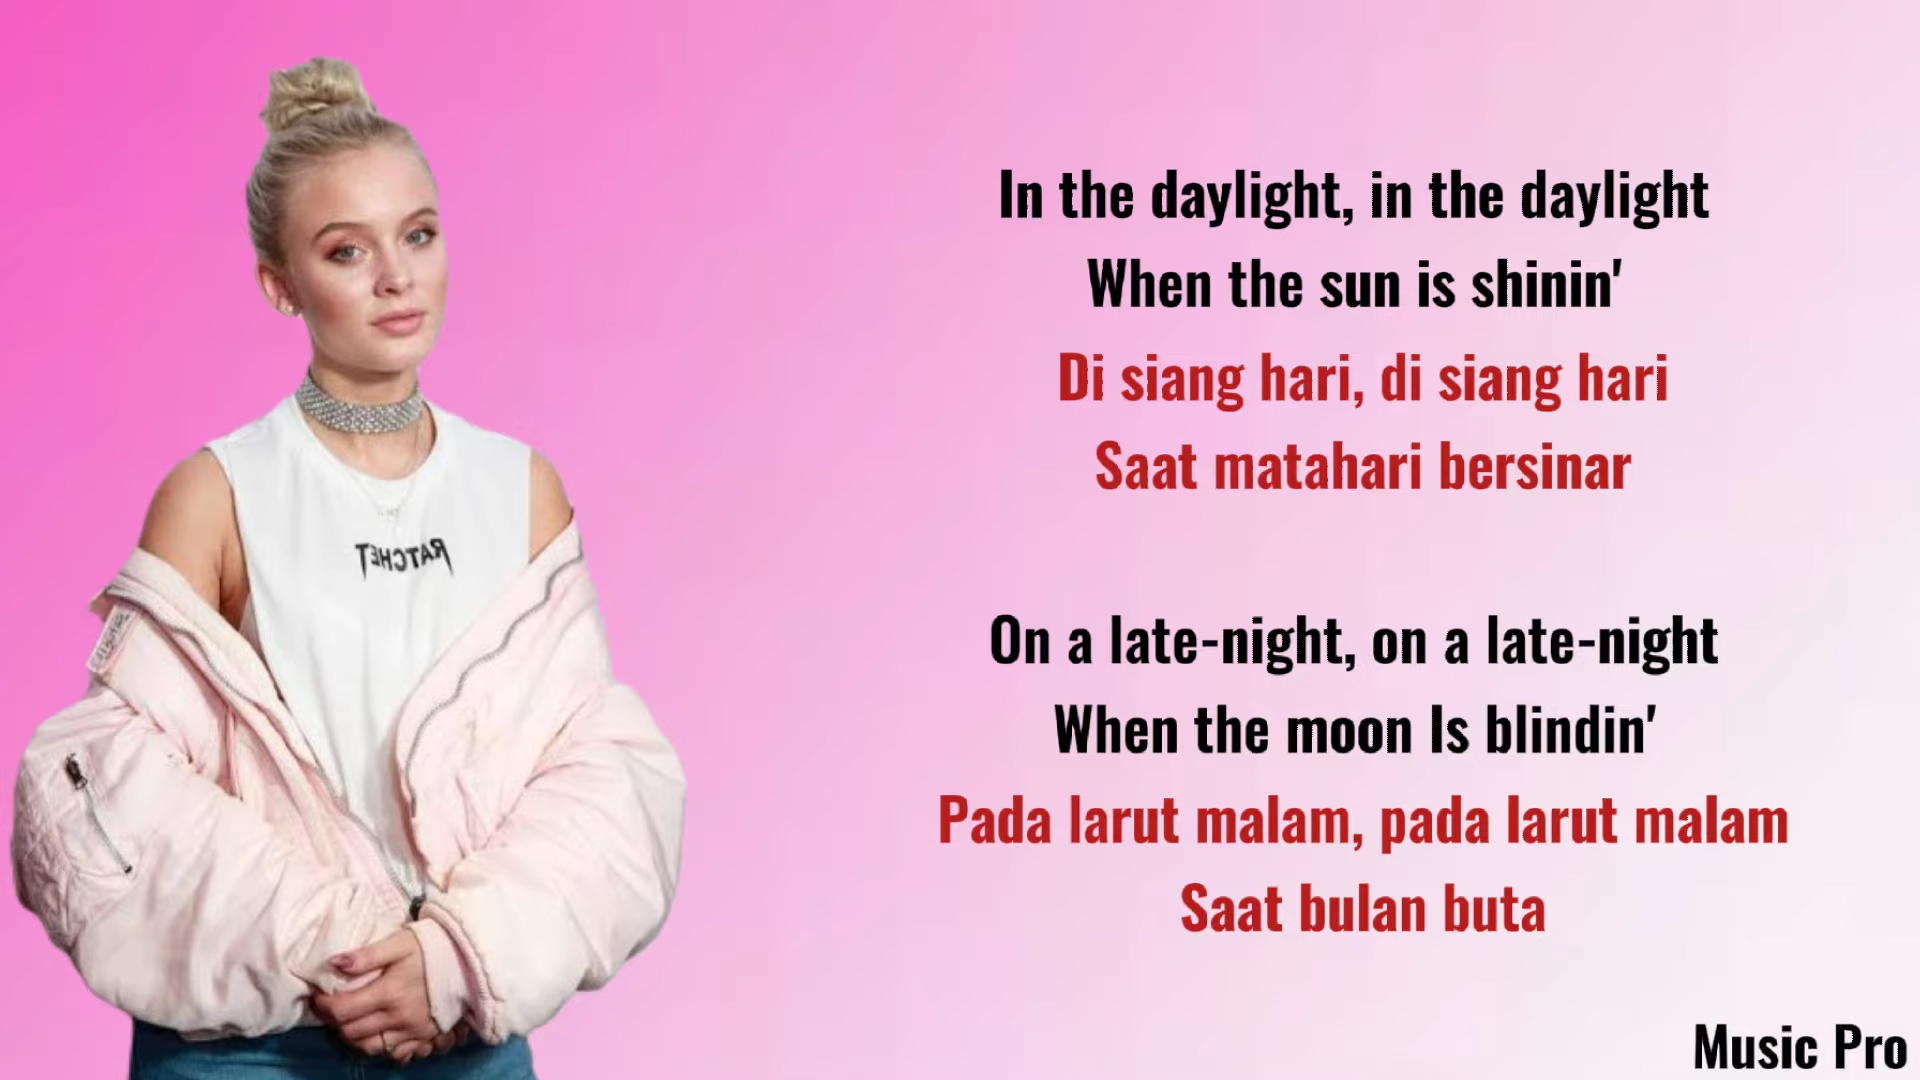 In the daylight, in the daylight
When the sun is shinin'
Di siang hari, di siang hari
Saat matahari bersinar
RATCHET
On a late-night, on a late-night
When the moon Is blindin'
Pada larut malam, pada larut malam
Saat bulan buta
Music Pro